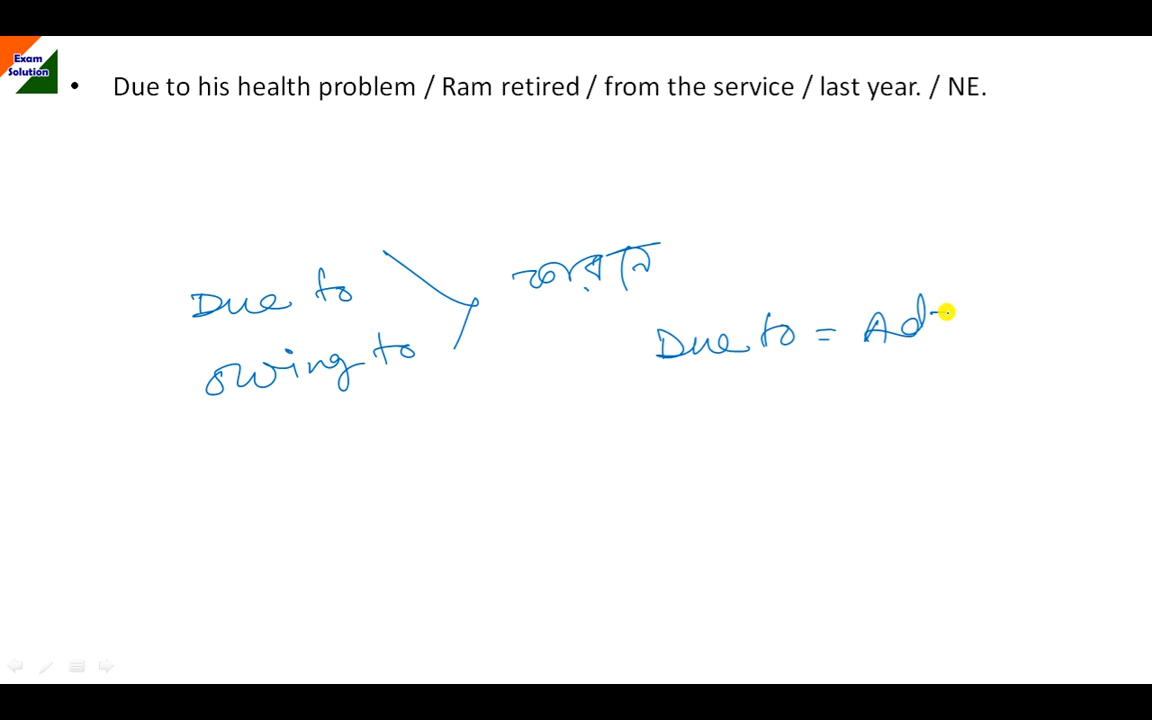 Exam
Solution
• Due to his health problem / Ram retired / from the service / last year. / NE.
Due to
owing to
কারনে
Due to = Ad